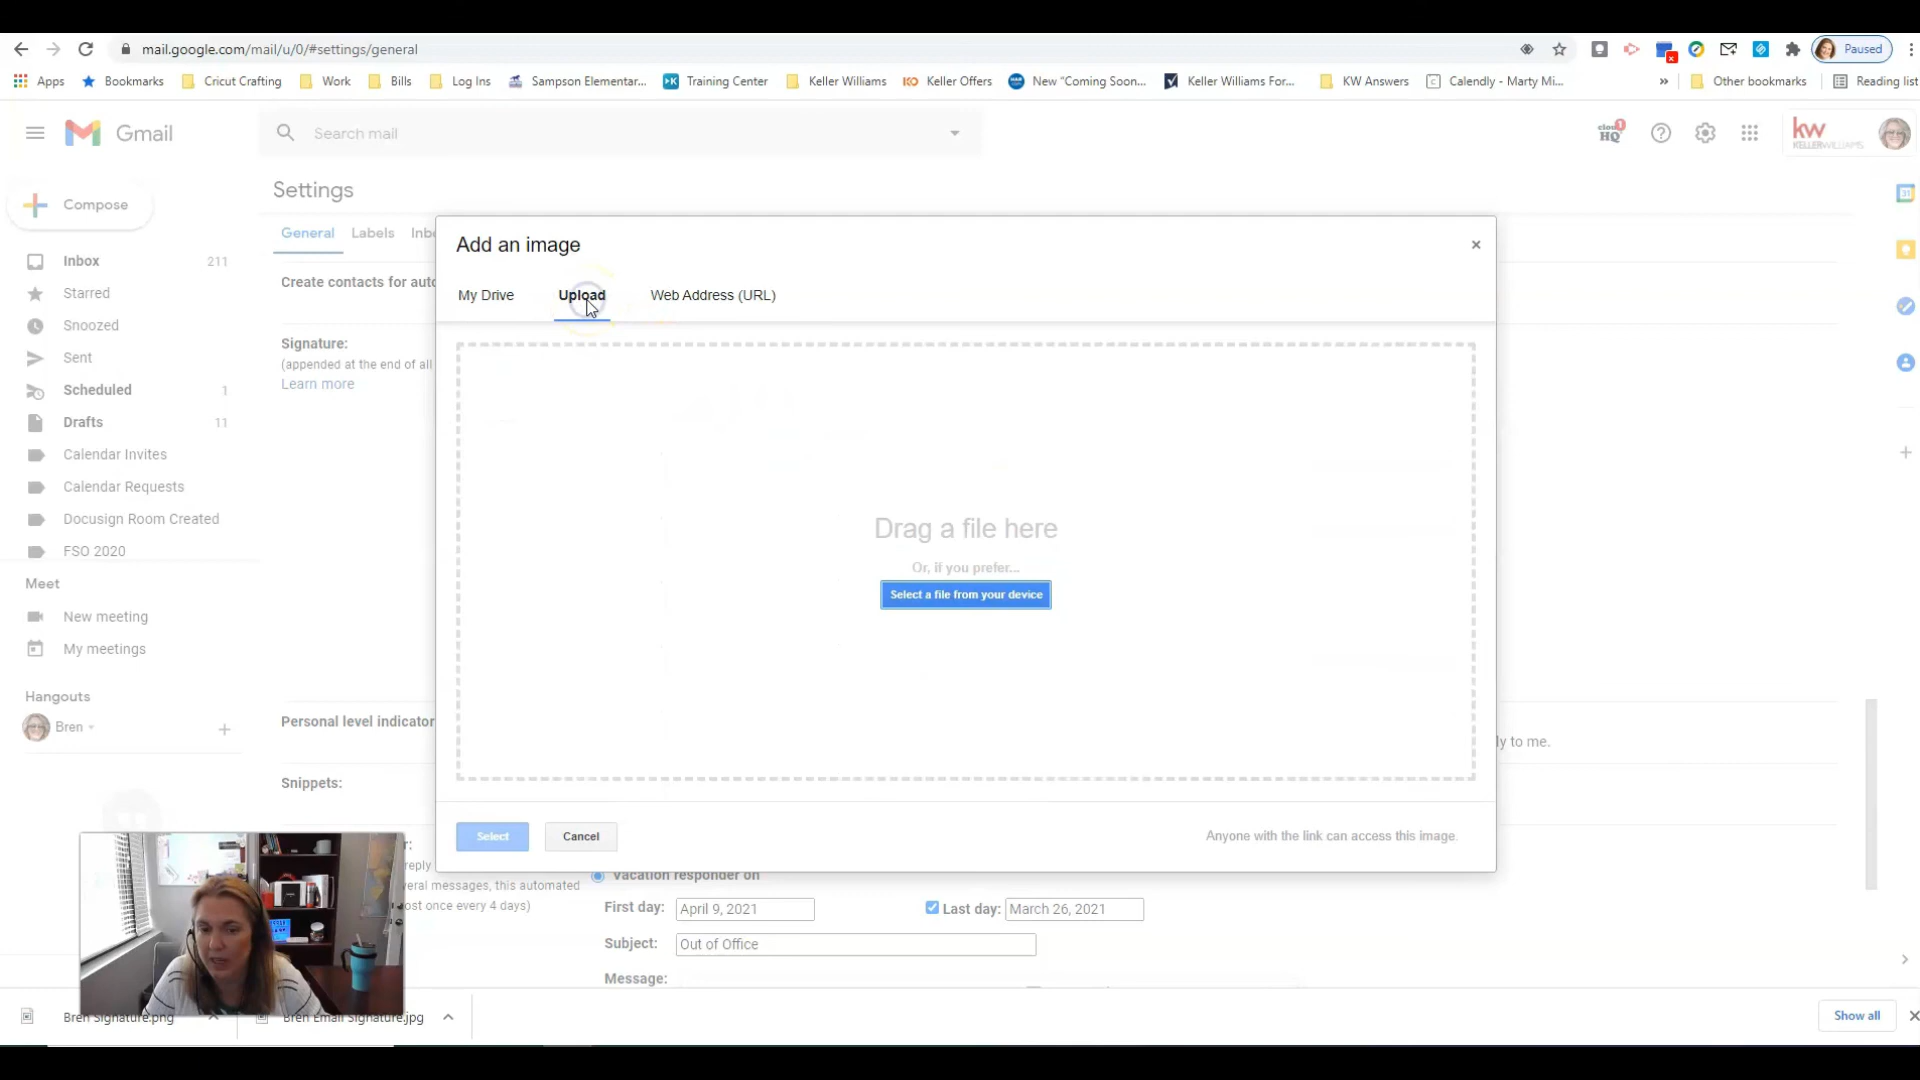 mail.google.com/mail/u/0/#settings/general
Paused
Apps
Bookmarks
Cricut Crafting
Work
Bills
Log Ins
Sampson Elementar...
Training Center
Keller Williams
Keller Offers
New “Coming Soon...
Keller Williams For...
KW Answers
Calendly - Marty Mi...
»
Other bookmarks
Reading list
Gmail
Search mail
cloud HQ
1
kw
KELLERWILLIAMS
Compose
Settings
General
Labels
Inb
Inbox 211
Starred
Snoozed
Sent
Scheduled 1
Drafts 11
Calendar Invites
Calendar Requests
Docusign Room Created
FSO 2020
Meet
New meeting
My meetings
Hangouts
Bren
Create contacts for auto
Signature:
(appended at the end of all
Learn more
Personal level indicator
Snippets:
Add an image
My Drive
Upload
Web Address (URL)
Drag a file here
Or, if you prefer...
Select a file from your device
Select
Cancel
Anyone with the link can access this image.
ly to me.
r:
reply
veral messages, this automated
ost once every 4 days)
Vacation responder on
First day: April 9, 2021
Last day: March 26, 2021
Subject: Out of Office
Message:
Bren Signature.png
Bren Email Signature.jpg
Show all